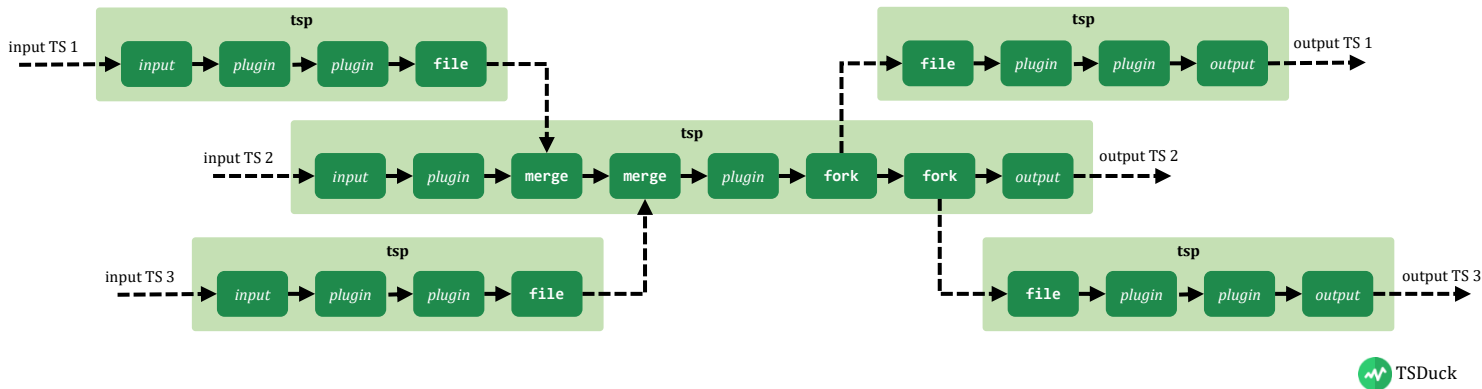 tsp
input TS 1
input plugin plugin file
tsp
output TS 1
file plugin plugin output
tsp
input TS 2
input plugin merge merge plugin fork fork output
output TS 2
tsp
input TS 3
input plugin plugin file
tsp
output TS 3
file plugin plugin output
TSDuck